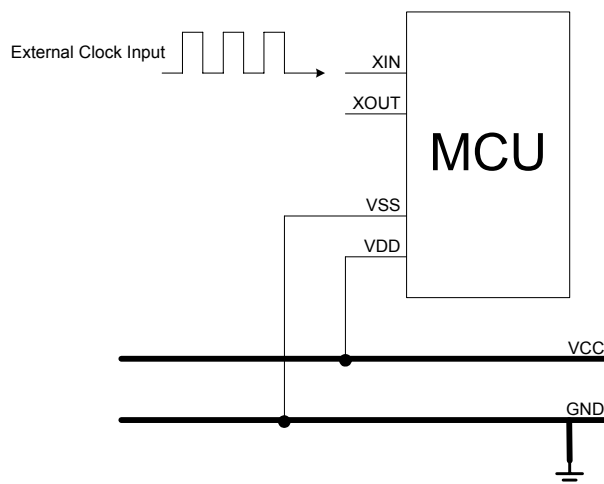 External Clock Input
XIN
XOUT
MCU
VSS
VDD
VCC
GND